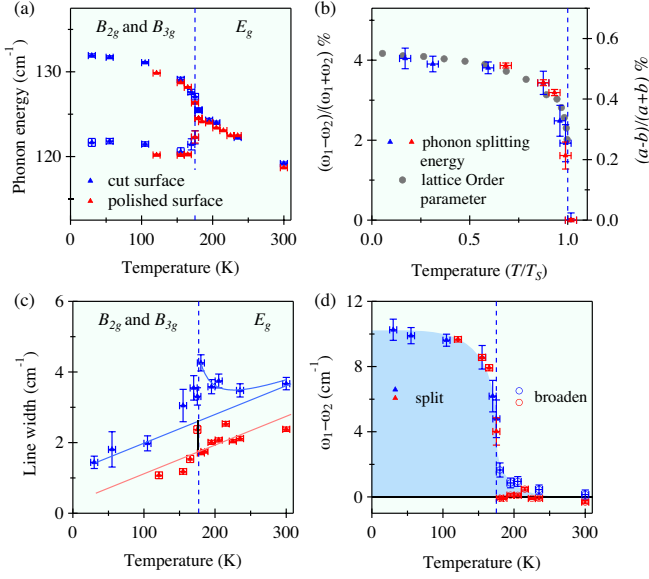 (a)
B2g and B3g
Eg
Phonon energy (cm-1)
130
120
cut surface
polished surface
0
100
200
300
Temperature (K)
(b)
(ω1−ω2)/(ω1+ω2) %
6
4
2
0
phonon splitting
energy
lattice Order
parameter
0.6
0.4
0.2
0.0
(a-b)/(a+b) %
0.0
0.5
1.0
Temperature (T/TS)
(c)
B2g and B3g
Eg
Line width (cm-1)
6
4
2
0
0
100
200
300
Temperature (K)
(d)
ω1−ω2 (cm-1)
12
8
4
0
split
broaden
0
100
200
300
Temperature (K)